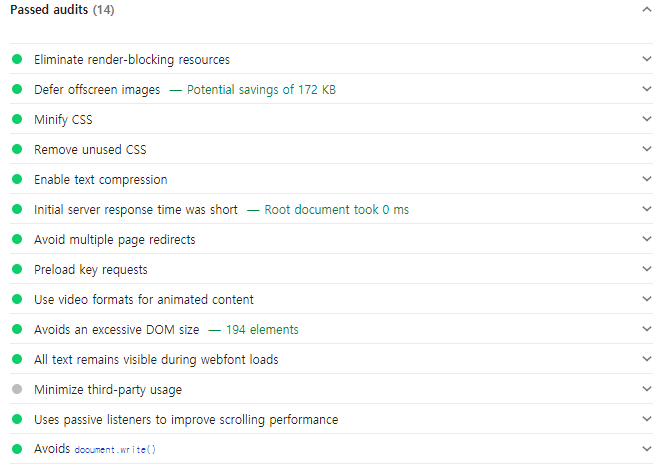 Passed audits (14)
Eliminate render-blocking resources
Defer offscreen images — Potential savings of 172 KB
Minify CSS
Remove unused CSS
Enable text compression
Initial server response time was short — Root document took 0 ms
Avoid multiple page redirects
Preload key requests
Use video formats for animated content
Avoids an excessive DOM size — 194 elements
All text remains visible during webfont loads
Minimize third-party usage
Uses passive listeners to improve scrolling performance
Avoids document.write()